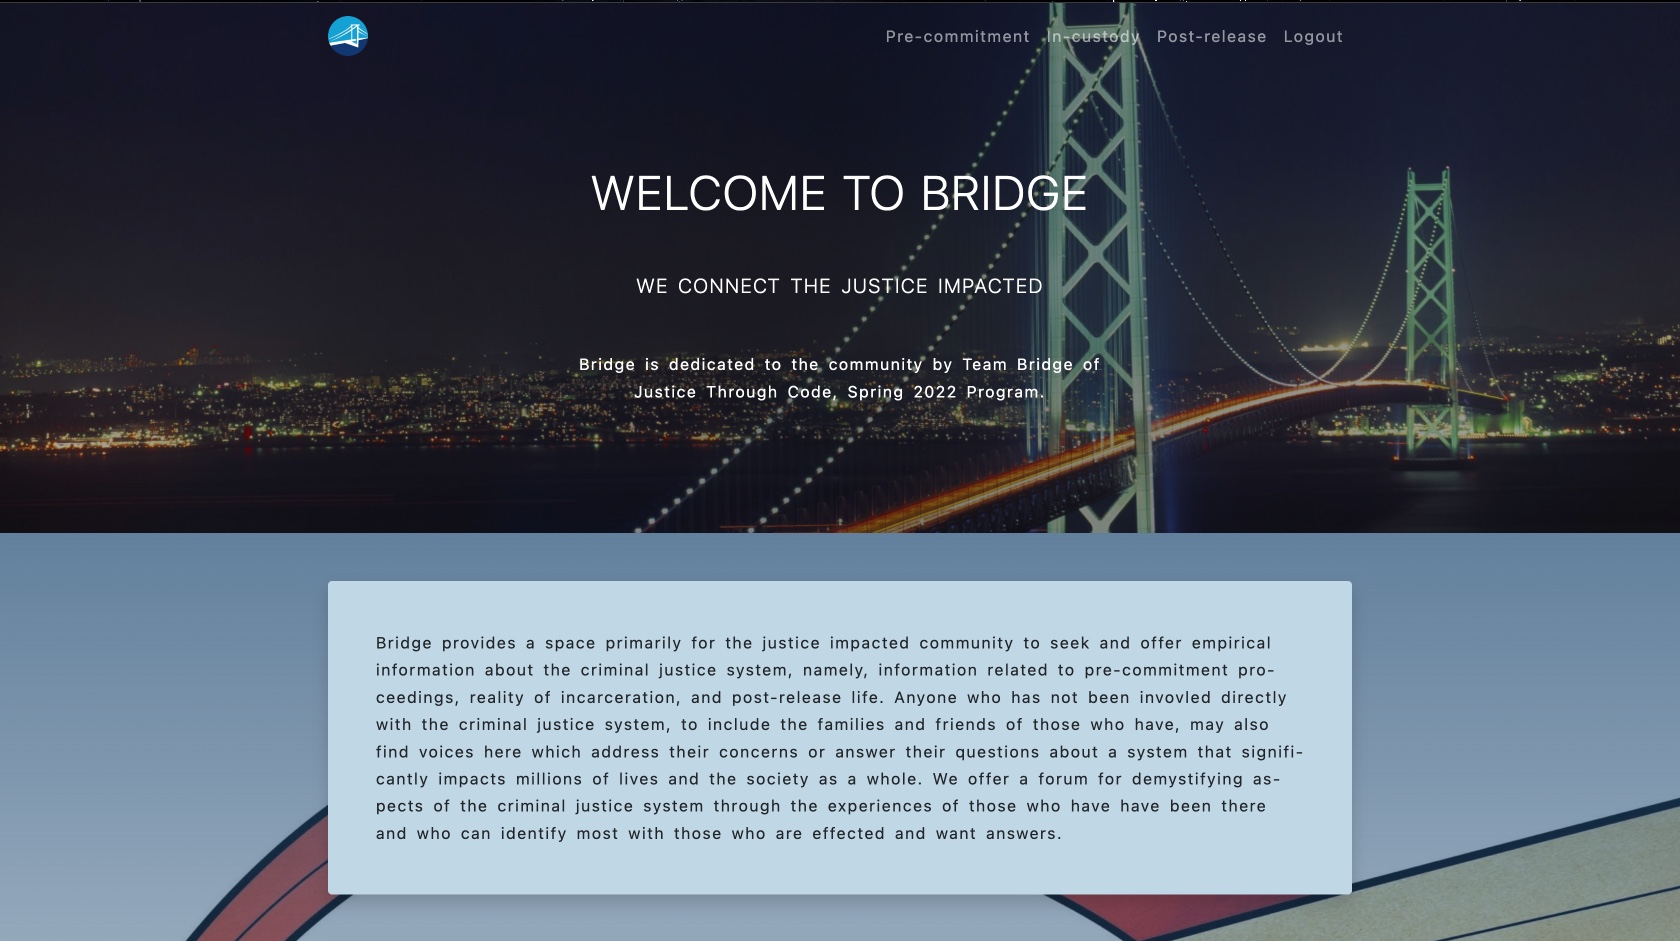 Pre-commitment In-custody Post-release Logout
WELCOME TO BRIDGE
WE CONNECT THE JUSTICE IMPACTED
Bridge is dedicated to the community by Team Bridge of
Justice Through Code, Spring 2022 Program.
Bridge provides a space primarily for the justice impacted community to seek and offer empirical
information about the criminal justice system, namely, information related to pre-commitment pro-
ceedings, reality of incarceration, and post-release life. Anyone who has not been invovled directly
with the criminal justice system, to include the families and friends of those who have, may also
find voices here which address their concerns or answer their questions about a system that signifi-
cantly impacts millions of lives and the society as a whole. We offer a forum for demystifying as-
pects of the criminal justice system through the experiences of those who have have been there
and who can identify most with those who are effected and want answers.